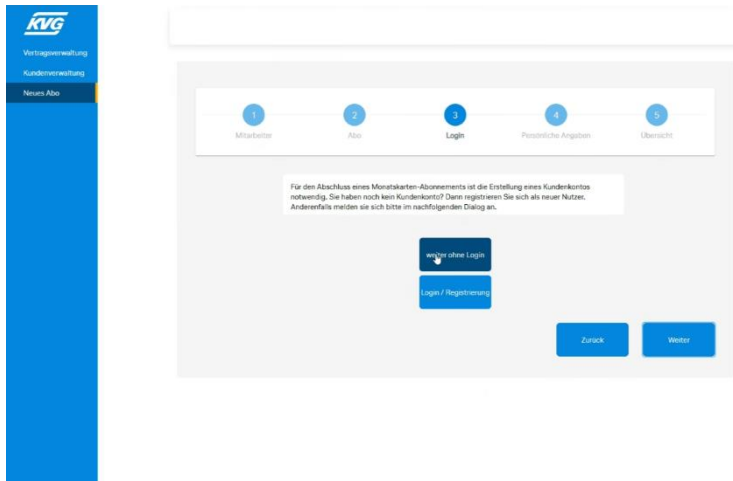 KVG
Vertragsverwaltung
Kundenverwaltung
Neues Abo
1
2
3
4
5
Mitarbeiter
Abo
Login
Persönliche Angaben
Übersicht
Für den Abschluss eines Monatskarten-Abonnements ist die Erstellung eines Kundenkontos
notwendig. Sie haben noch kein Kundenkonto? Dann registrieren Sie sich als neuer Nutzer.
Anderenfalls melden sie sich bitte im nachfolgenden Dialog an.
weiter ohne Login
Login / Registrierung
Zurück
Weiter